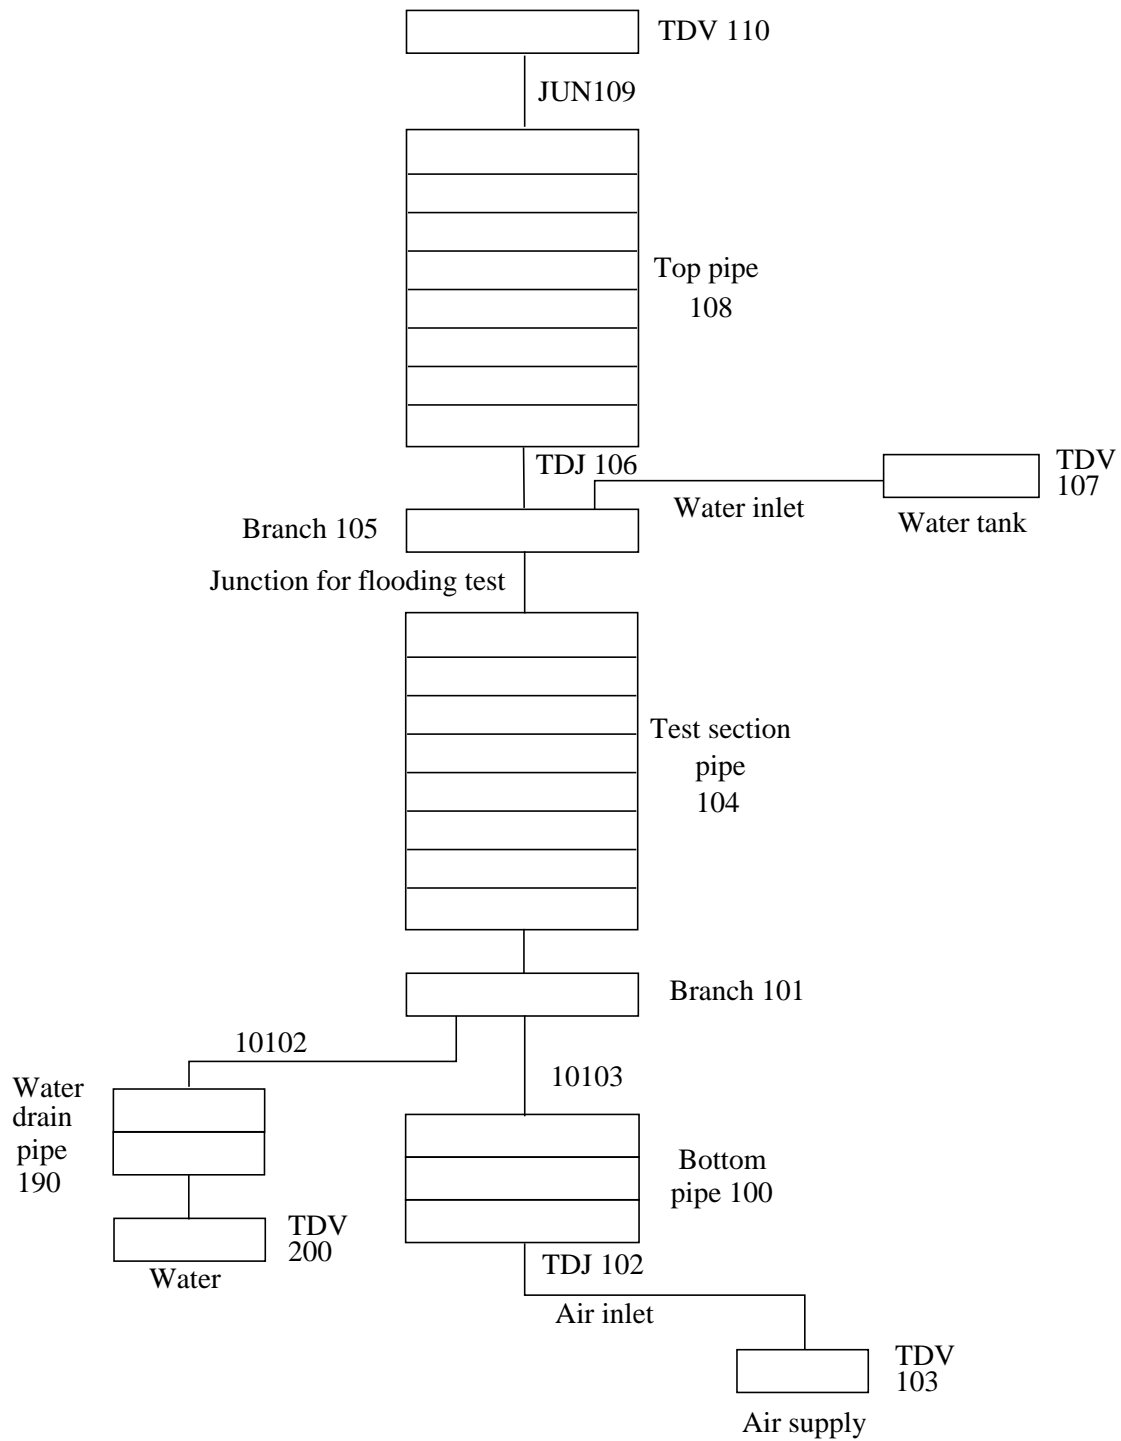 TDV 110
JUN109
Top pipe
108
TDJ 106
TDV
107
Water inlet
Water tank
Branch 105
Junction for flooding test
Test section
pipe
104
Branch 101
10102
10103
Water
drain
pipe
190
Bottom
pipe 100
TDV
200
Water
TDJ 102
Air inlet
TDV
103
Air supply